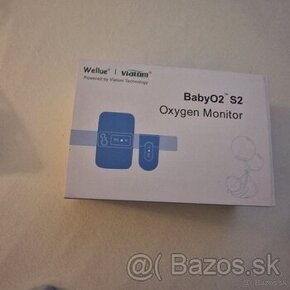 Wellue® | Viatom®
Powered by Viatom Technology
BabyO2™ S2
Oxygen Monitor
@ Bazos.sk